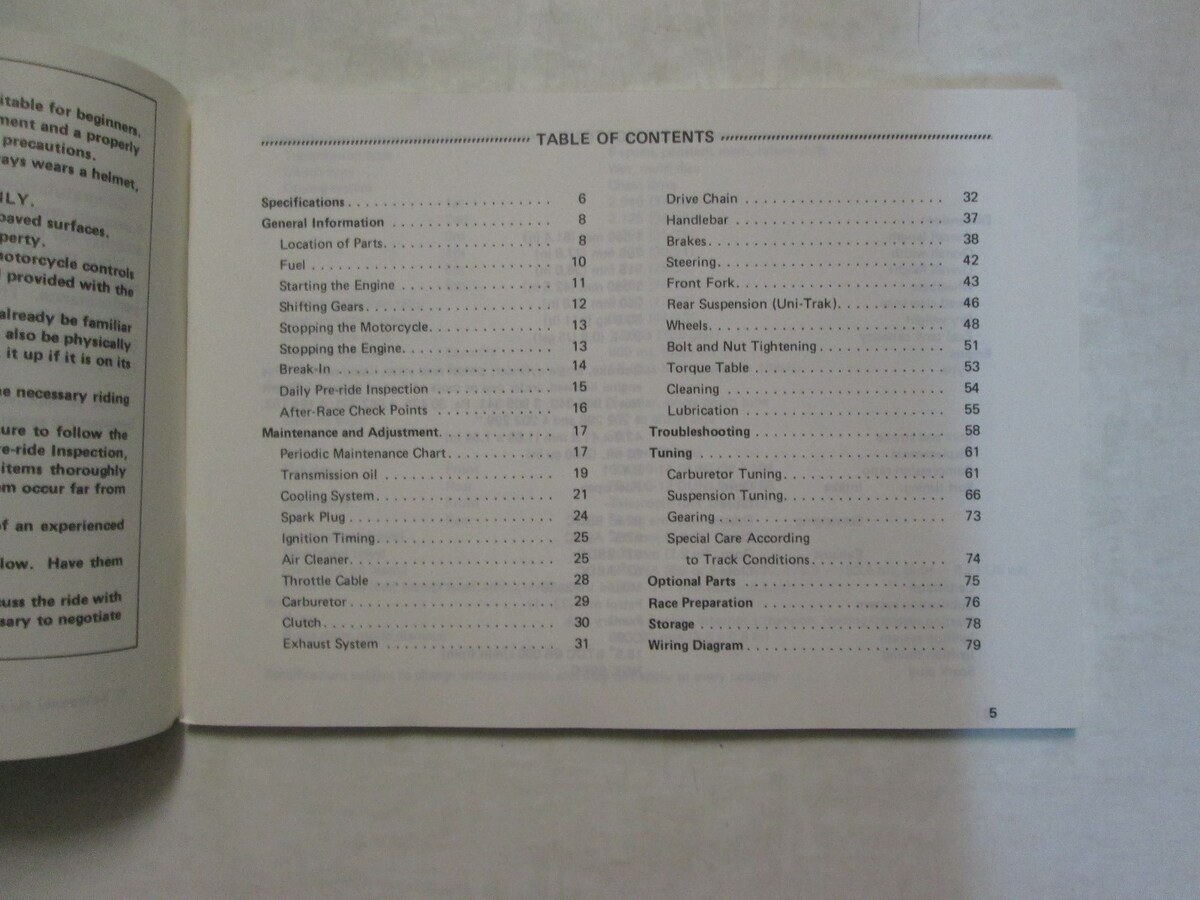 itable for beginners.
ment and a properly
precautions.
ays wears a helmet,
LY.
paved surfaces.
perty.
motorcycle controls
provided with the
already be familiar
also be physically
it up if it is on its
e necessary riding
ure to follow the
e-ride Inspection,
items thoroughly
em occur far from
of an experienced
low. Have them
cuss the ride with
sary to negotiate
TABLE OF CONTENTS
Specifications . . . . . . . . . . . . . . . . . . . . . . 6
General Information . . . . . . . . . . . . . . . . . . 8
Location of Parts. . . . . . . . . . . . . . . . . . . 8
Fuel . . . . . . . . . . . . . . . . . . . . . . . . . . 10
Starting the Engine . . . . . . . . . . . . . . . . . 11
Shifting Gears. . . . . . . . . . . . . . . . . . . . . 12
Stopping the Motorcycle. . . . . . . . . . . . . . 13
Stopping the Engine. . . . . . . . . . . . . . . . . 13
Break-In . . . . . . . . . . . . . . . . . . . . . . . . 14
Daily Pre-ride Inspection . . . . . . . . . . . . . 15
After-Race Check Points . . . . . . . . . . . . . 16
Maintenance and Adjustment. . . . . . . . . . . . . 17
Periodic Maintenance Chart. . . . . . . . . . . . 17
Transmission oil . . . . . . . . . . . . . . . . . . . 19
Cooling System. . . . . . . . . . . . . . . . . . . . 21
Spark Plug . . . . . . . . . . . . . . . . . . . . . . 24
Ignition Timing. . . . . . . . . . . . . . . . . . . . 25
Air Cleaner. . . . . . . . . . . . . . . . . . . . . . . 25
Throttle Cable . . . . . . . . . . . . . . . . . . . . 28
Carburetor . . . . . . . . . . . . . . . . . . . . . . 29
Clutch. . . . . . . . . . . . . . . . . . . . . . . . . . 30
Exhaust System . . . . . . . . . . . . . . . . . . . 31
Drive Chain . . . . . . . . . . . . . . . . . . . . . . 32
Handlebar . . . . . . . . . . . . . . . . . . . . . . . 37
Brakes. . . . . . . . . . . . . . . . . . . . . . . . . . 38
Steering. . . . . . . . . . . . . . . . . . . . . . . . . 42
Front Fork. . . . . . . . . . . . . . . . . . . . . . . 43
Rear Suspension (Uni-Trak). . . . . . . . . . . . 46
Wheels. . . . . . . . . . . . . . . . . . . . . . . . . . 48
Bolt and Nut Tightening . . . . . . . . . . . . . . 51
Torque Table . . . . . . . . . . . . . . . . . . . . . 53
Cleaning . . . . . . . . . . . . . . . . . . . . . . . . 54
Lubrication . . . . . . . . . . . . . . . . . . . . . . 55
Troubleshooting . . . . . . . . . . . . . . . . . . . . . 58
Tuning . . . . . . . . . . . . . . . . . . . . . . . . . . . 61
Carburetor Tuning. . . . . . . . . . . . . . . . . . 61
Suspension Tuning. . . . . . . . . . . . . . . . . . 66
Gearing . . . . . . . . . . . . . . . . . . . . . . . . . 73
Special Care According
to Track Conditions. . . . . . . . . . . . . . . 74
Optional Parts . . . . . . . . . . . . . . . . . . . . . . 75
Race Preparation . . . . . . . . . . . . . . . . . . . . 76
Storage . . . . . . . . . . . . . . . . . . . . . . . . . . . 78
Wiring Diagram . . . . . . . . . . . . . . . . . . . . . . 79
5